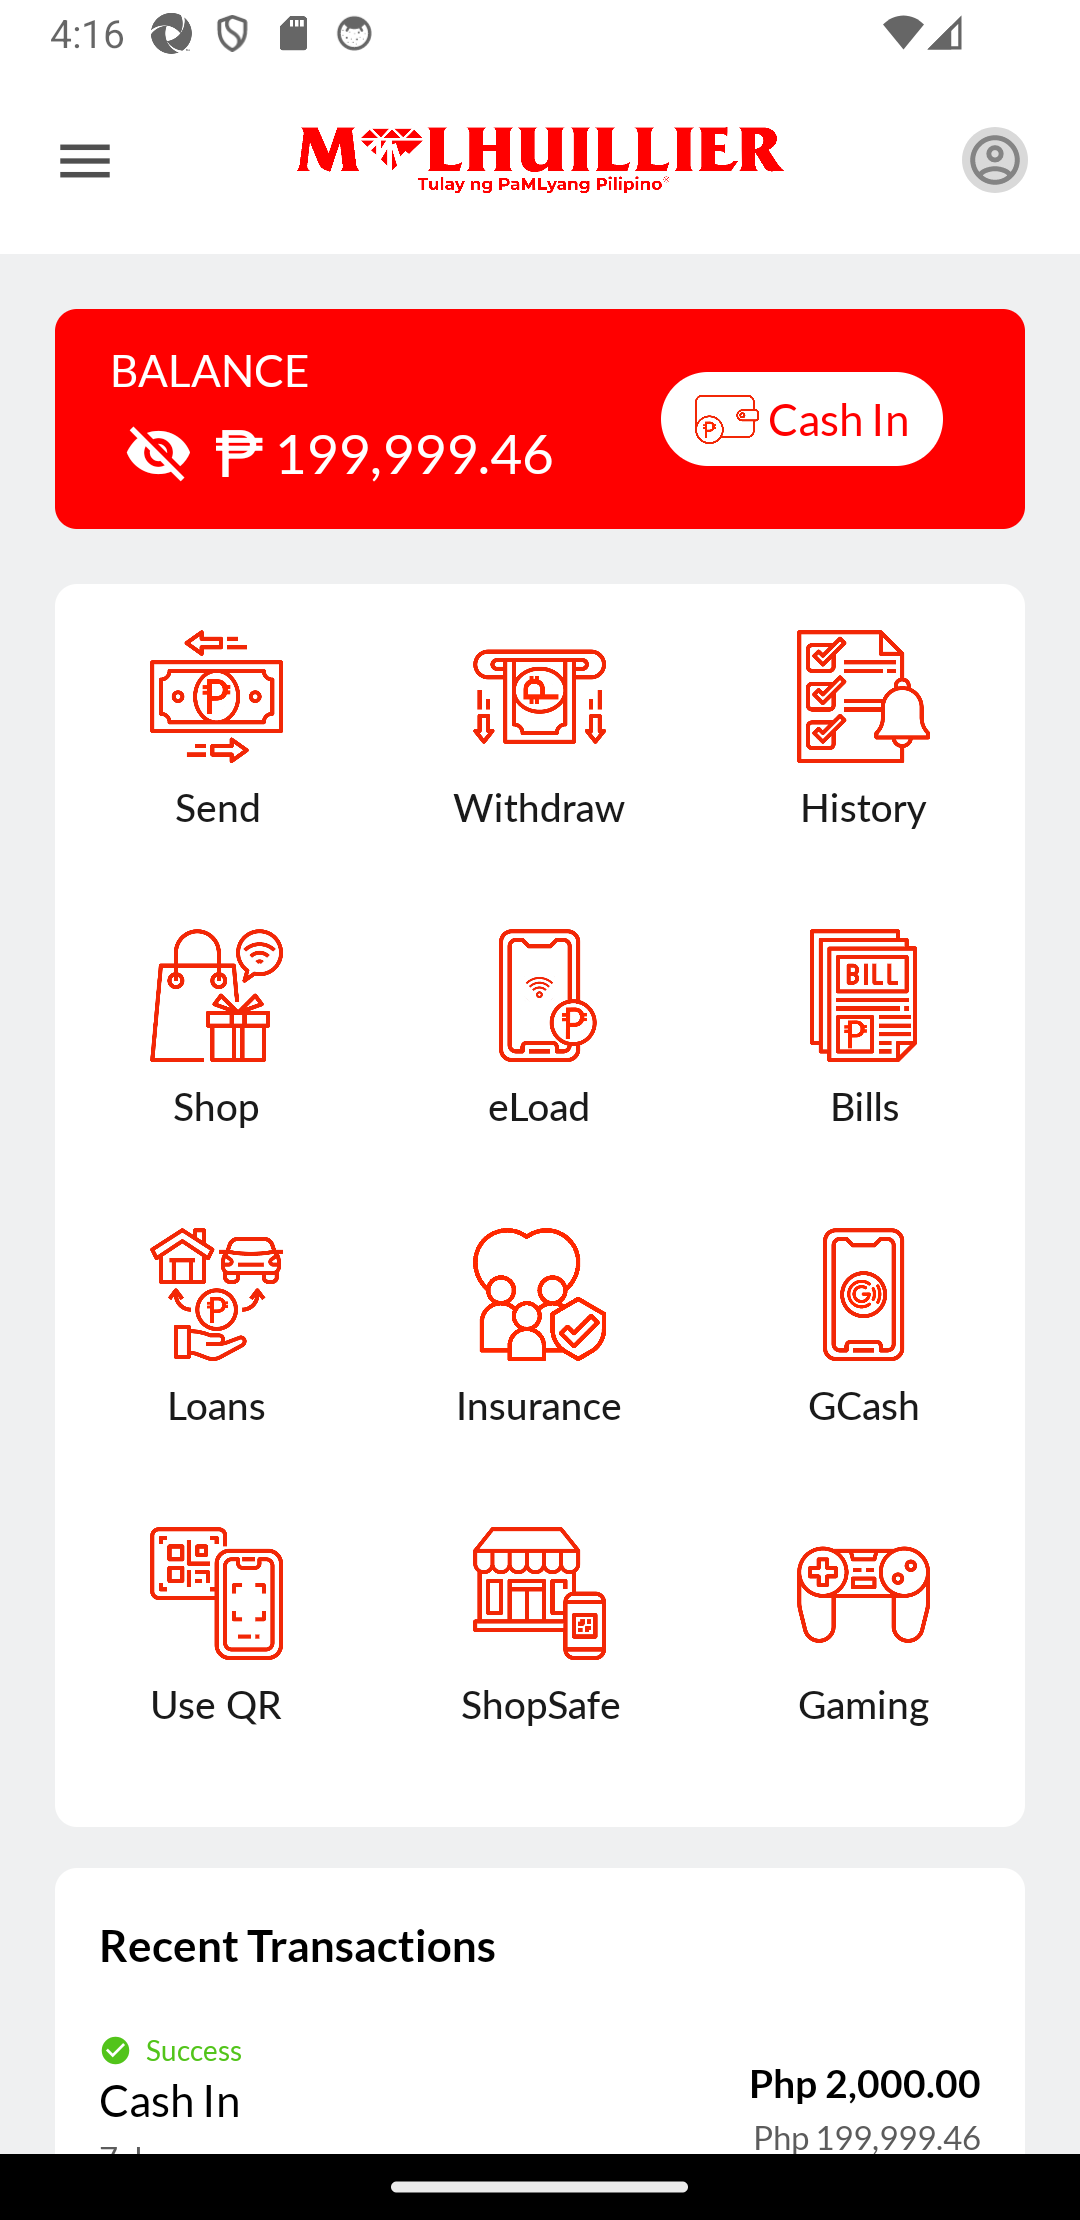 4:16
M LHUILLIER
Tulay ng PaMLyang Pilipino®
BALANCE
₱ 199,999.46
Cash In
Send
Withdraw
History
Shop
BILL
eLoad
Bills
Loans
Insurance
GCash
Use QR
ShopSafe
Gaming
Recent Transactions
Success
Cash In
Php 2,000.00
Php 199,999.46